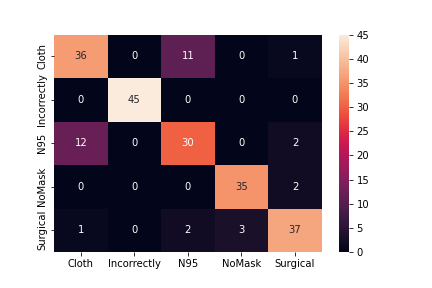 Cloth 36 0 11 0 1
Incorrectly 0 45 0 0 0
N95 12 0 30 0 2
NoMask 0 0 0 35 2
Surgical 1 0 2 3 37
Cloth Incorrectly N95 NoMask Surgical
45
40
35
30
25
20
15
10
5
0